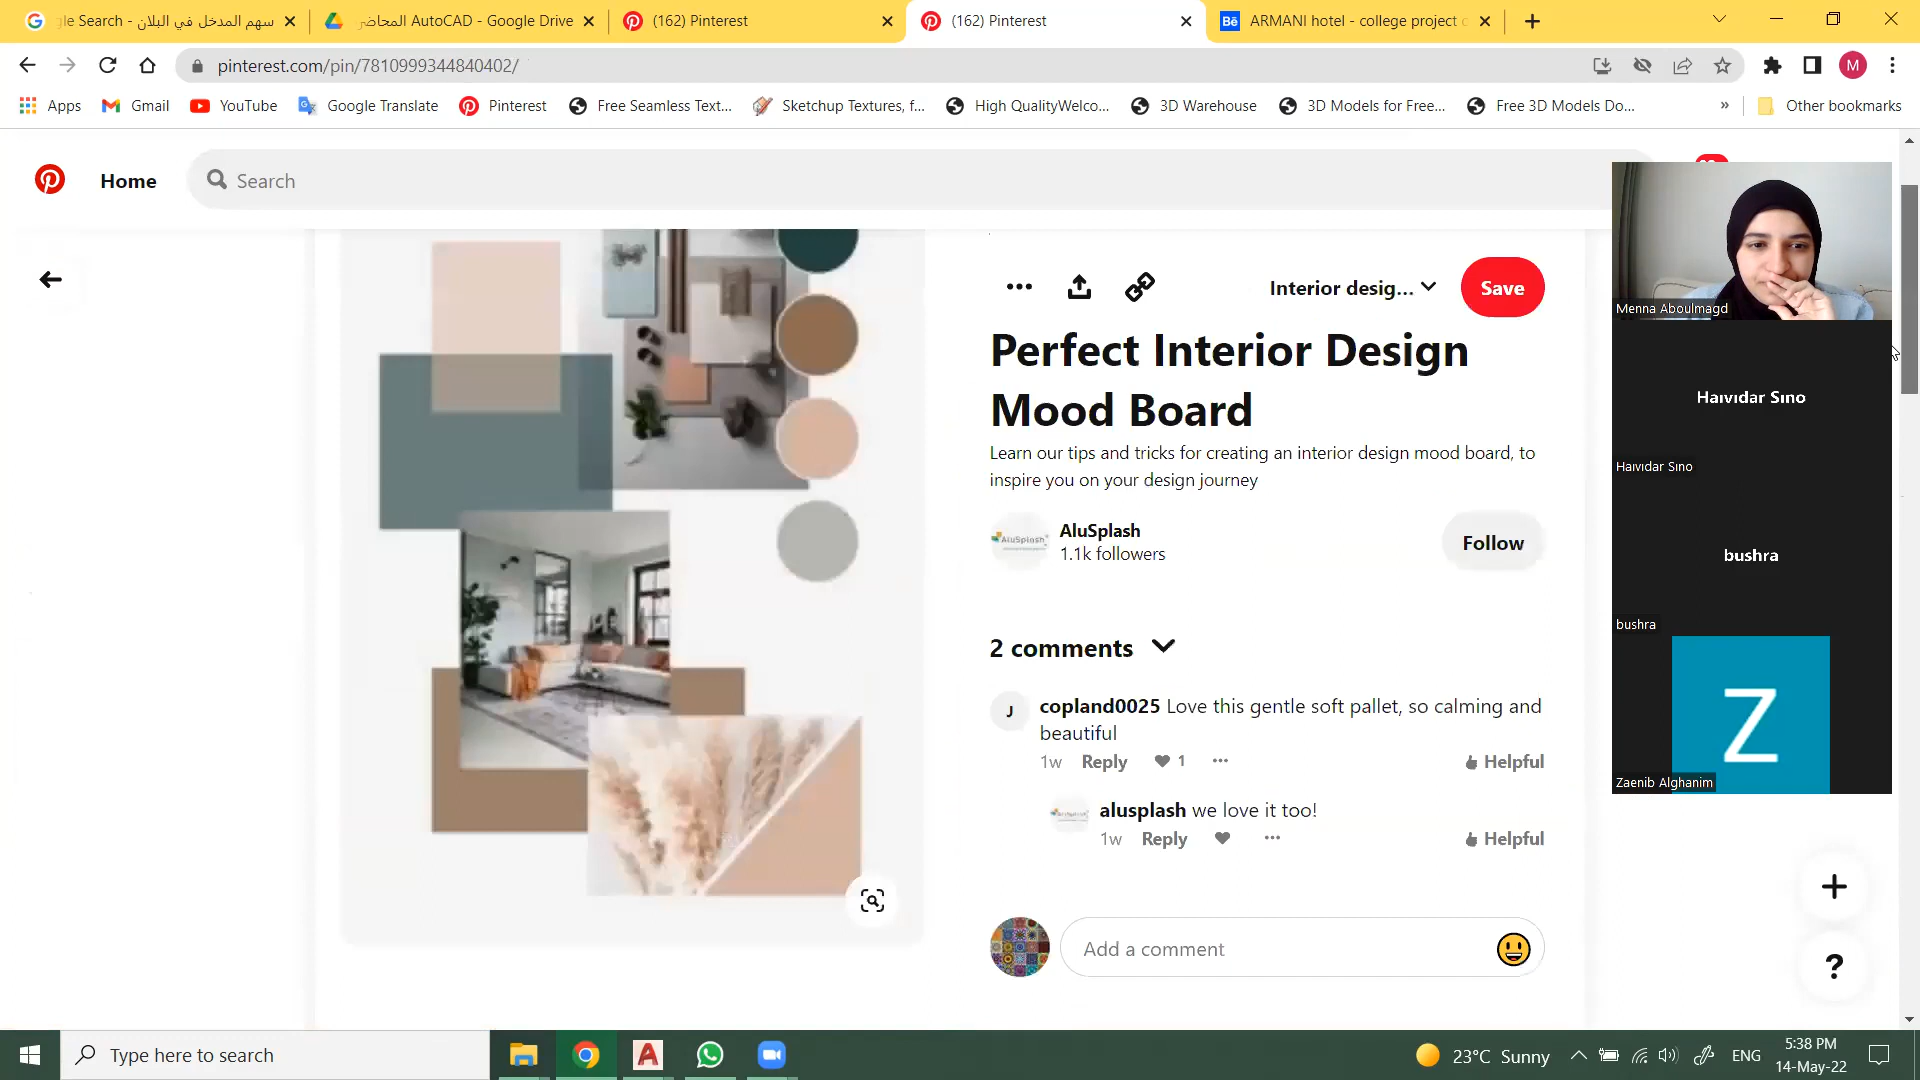 gle Search - سهم المدخل في البلان
المحاضر AutoCAD - Google Drive
(162) Pinterest
(162) Pinterest
ARMANI hotel - college project
pinterest.com/pin/7810999344840402/
M
Apps
Gmail
YouTube
Google Translate
Pinterest
Free Seamless Text...
Sketchup Textures, f...
High QualityWelco...
3D Warehouse
3D Models for Free...
Free 3D Models Do...
Other bookmarks
Home
Search
Interior desig...
Save
Perfect Interior Design
Mood Board
Learn our tips and tricks for creating an interior design mood board, to
inspire you on your design journey
AluSplash
AluSplash
1.1k followers
Follow
2 comments
J
copland0025 Love this gentle soft pallet, so calming and
beautiful
1w Reply 1 Helpful
alusplash we love it too!
1w Reply Helpful
Add a comment
Menna Aboulmagd
Haıvıdar Sıno
Haıvıdar Sıno
bushra
bushra
Z
Zaenib Alghanim
+
?
Type here to search
23°C Sunny
ENG
5:38 PM
14-May-22